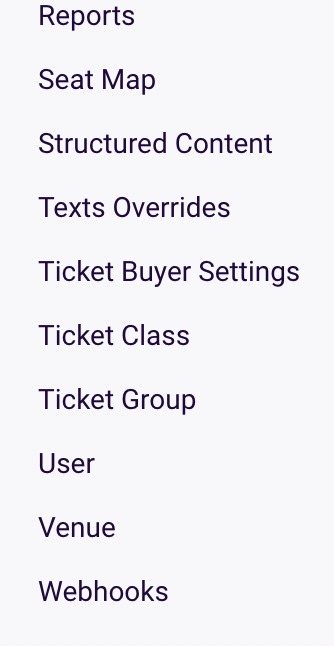 Reports
Seat Map
Structured Content
Texts Overrides
Ticket Buyer Settings
Ticket Class
Ticket Group
User
Venue
Webhooks